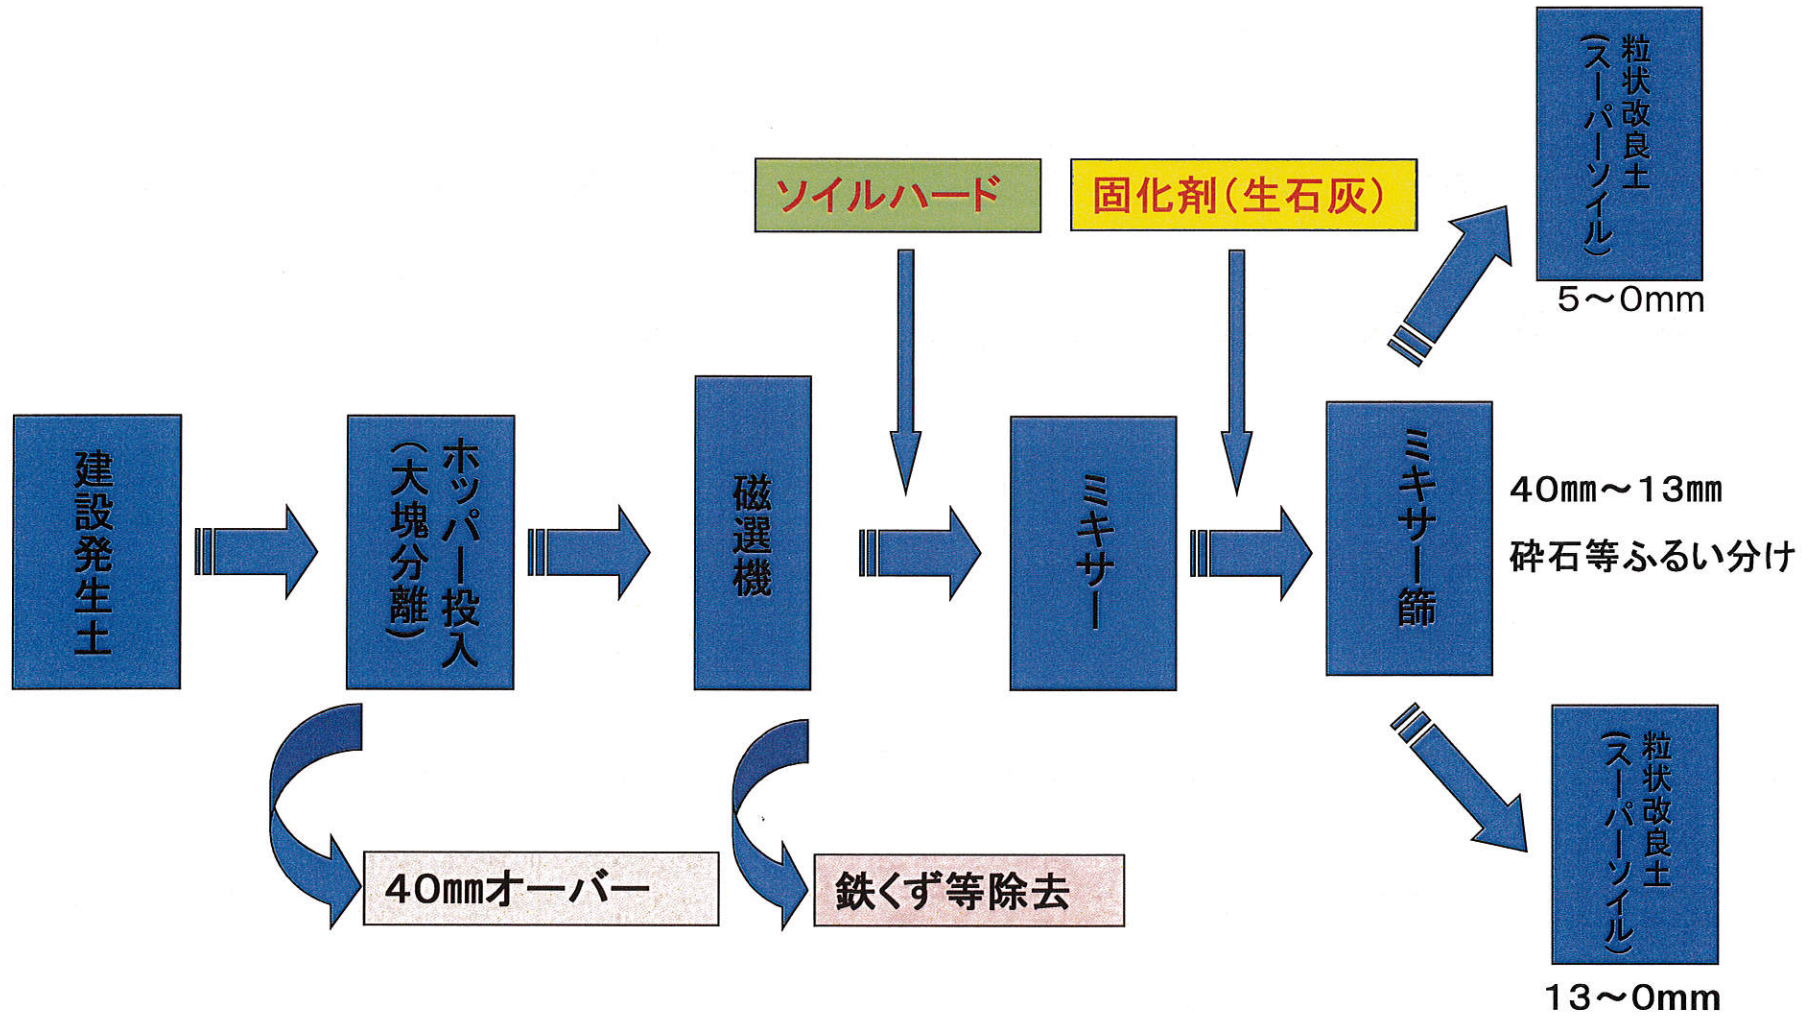 建設発生土
ホッパー投入
(大塊分離)
40㎜オーバー
磁選機
鉄くず等除去
ソイルハード
ミキサー
固化剤(生石灰)
ミキサー篩
粒状改良土
(スーパーソイル)
5～0mm
40㎜～13㎜
砕石等ふるい分け
粒状改良土
(スーパーソイル)
13～0mm